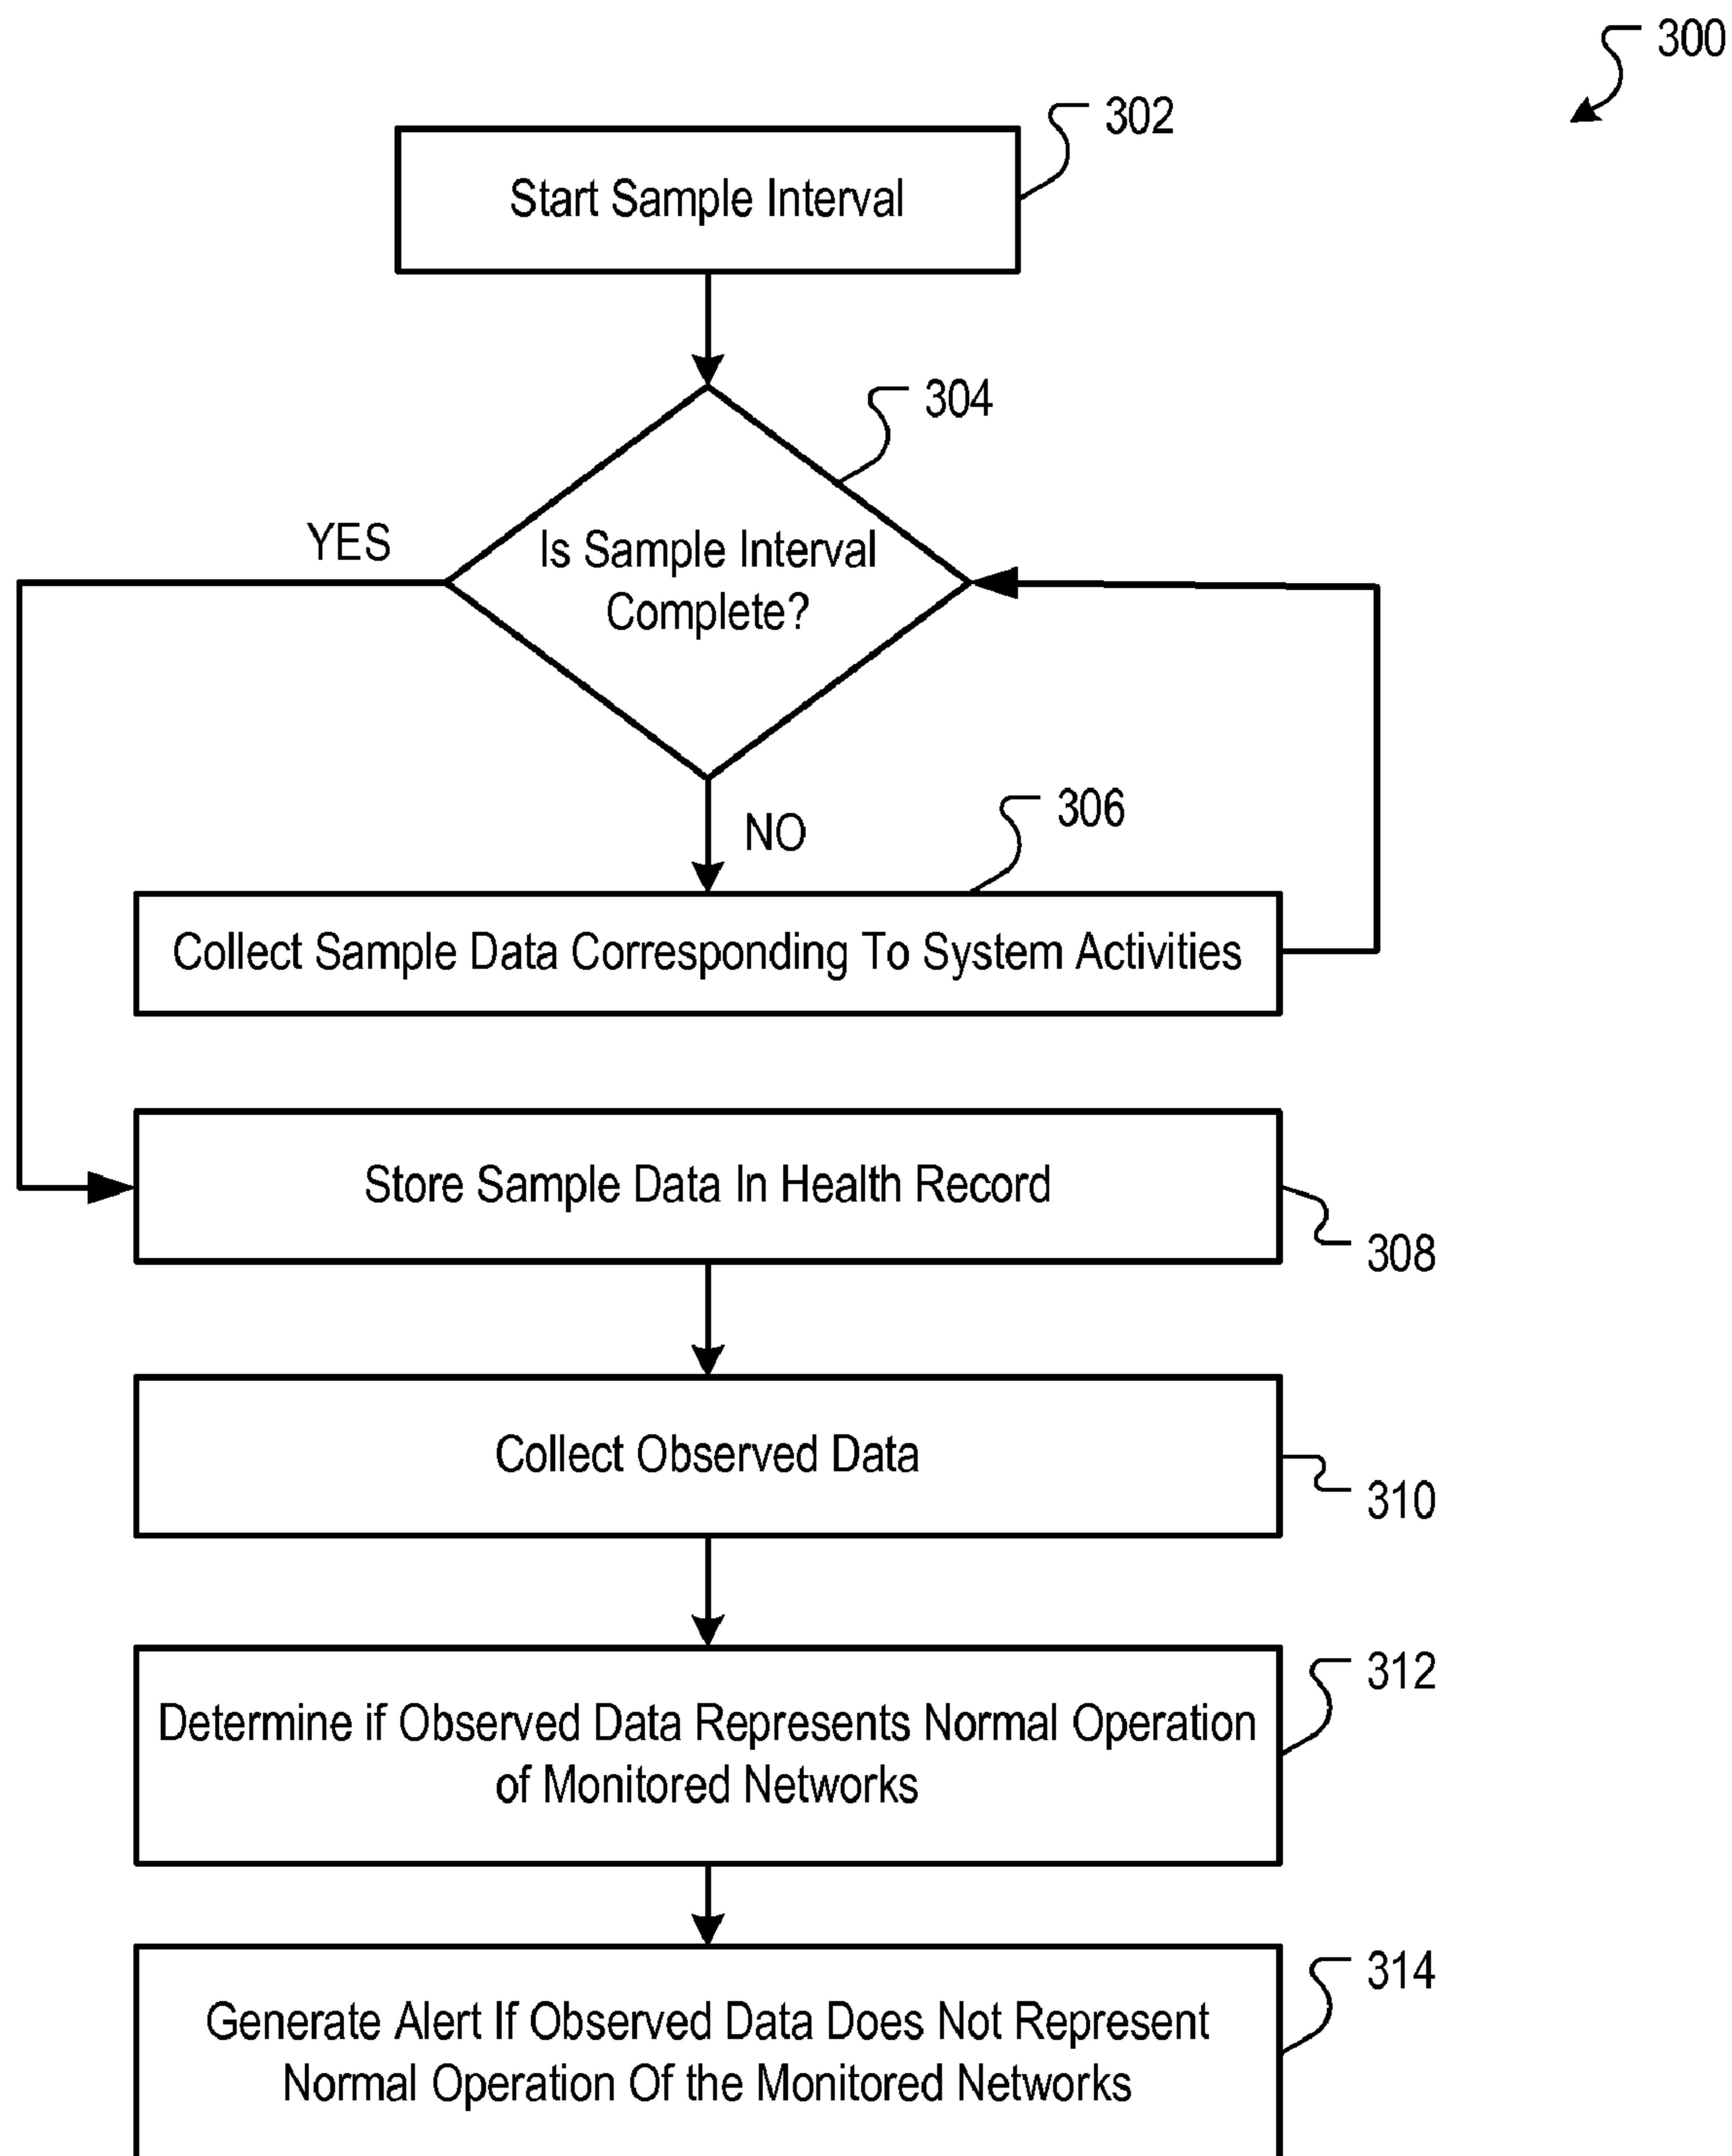 300
302
Start Sample Interval
304
YES
Is Sample Interval
Complete?
NO
306
Collect Sample Data Corresponding To System Activities
Store Sample Data In Health Record
308
Collect Observed Data
310
312
Determine if Observed Data Represents Normal Operation
of Monitored Networks
314
Generate Alert If Observed Data Does Not Represent
Normal Operation Of the Monitored Networks